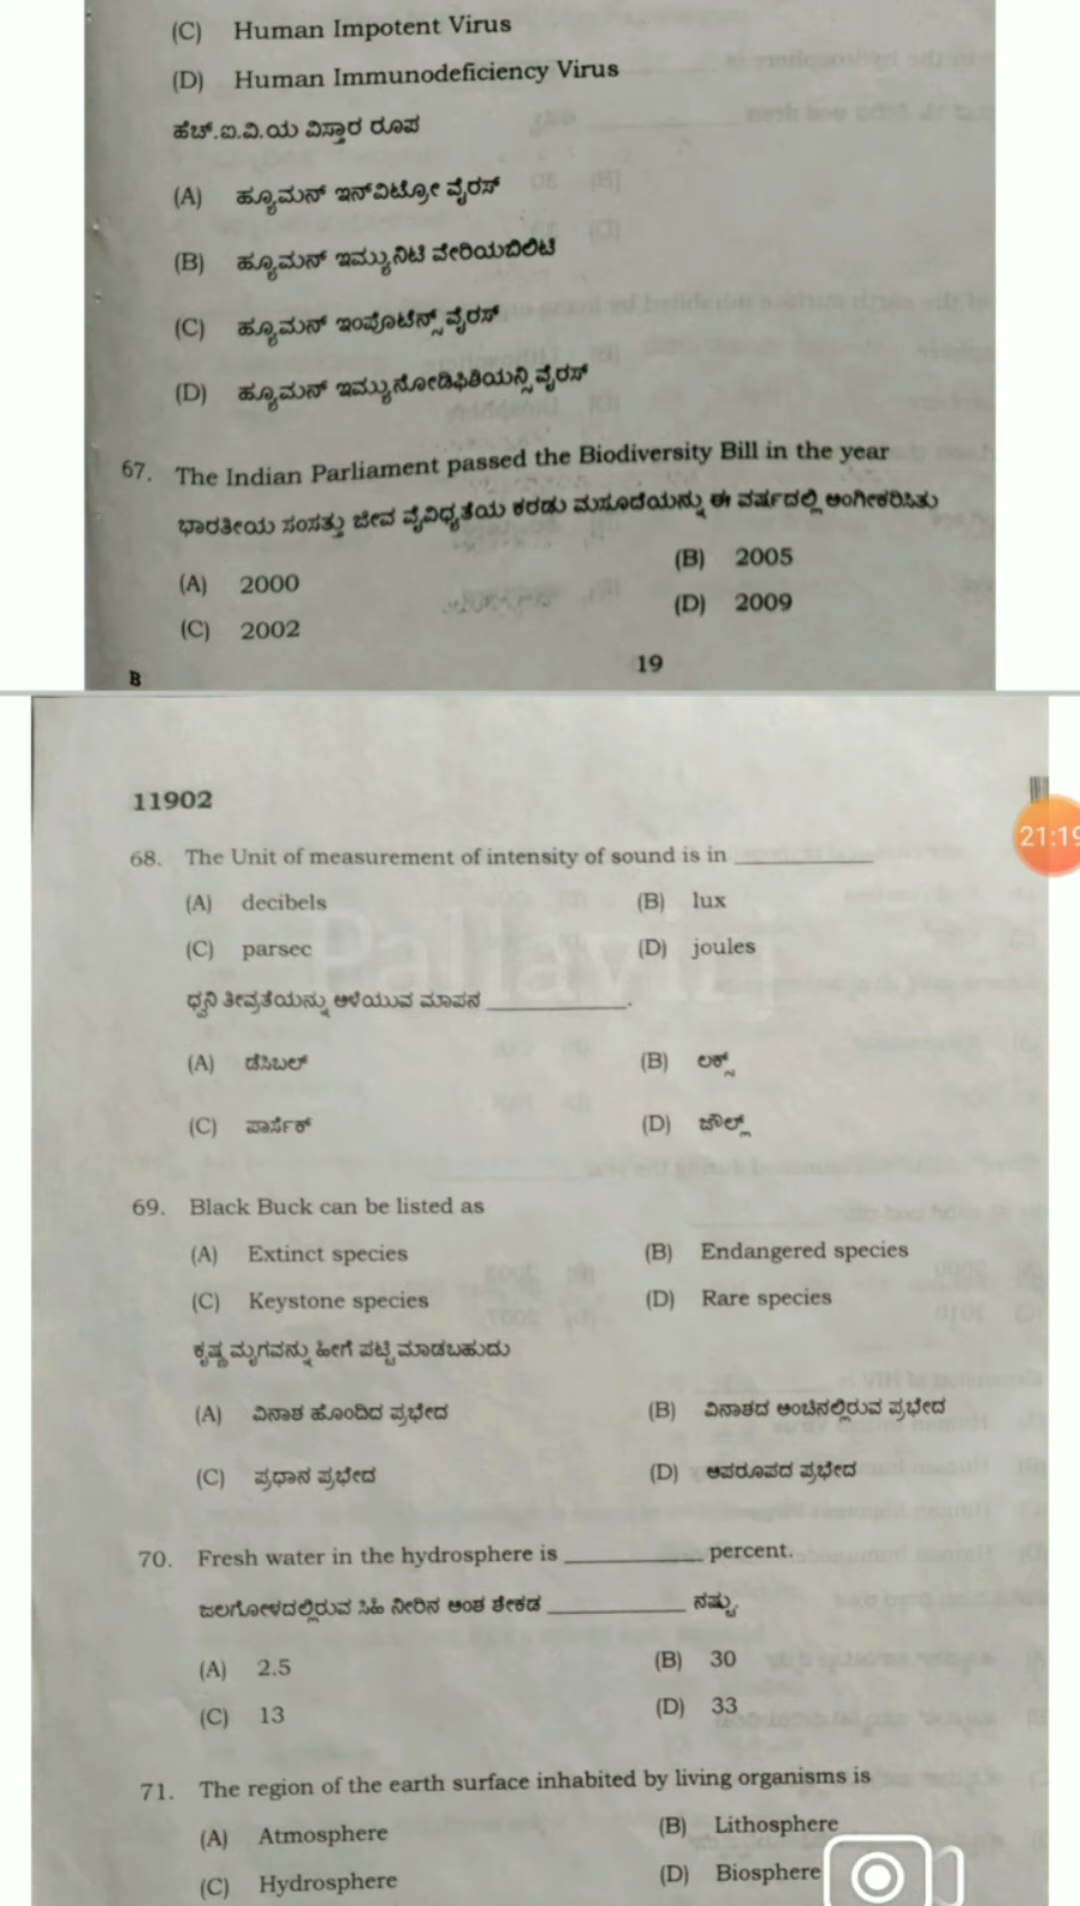 (C) Human Impotent Virus
(D) Human Immunodeficiency Virus
ಹೆಚ್.ಐ.ವಿ.ಯ ವಿಸ್ತಾರ ರೂಪ
(A) ಹ್ಯೂಮನ್ ಇನ್‌ವಿಟ್ರೋ ವೈರಸ್
(B) ಹ್ಯೂಮನ್ ಇಮ್ಯುನಿಟಿ ವೇರಿಯಬಿಲಿಟಿ
(C) ಹ್ಯೂಮನ್ ಇಂಪೊಟೆನ್ಸ್ ವೈರಸ್
(D) ಹ್ಯೂಮನ್ ಇಮ್ಯುನೋಡಿಫಿಶಿಯನ್ಸಿ ವೈರಸ್
67. The Indian Parliament passed the Biodiversity Bill in the year
ಭಾರತೀಯ ಸಂಸತ್ತು ಜೀವ ವೈವಿಧ್ಯತೆಯ ಕರಡು ಮಸೂದೆಯನ್ನು ಈ ವರ್ಷದಲ್ಲಿ ಅಂಗೀಕರಿಸಿತು
(A) 2000 (B) 2005
(C) 2002 (D) 2009
B 19
11902
21:19
68. The Unit of measurement of intensity of sound is in ________
(A) decibels (B) lux
(C) parsec (D) joules
ಧ್ವನಿ ತೀವ್ರತೆಯನ್ನು ಅಳೆಯುವ ಮಾಪನ ________.
(A) ಡೆಸಿಬಲ್ (B) ಲಕ್ಸ್
(C) ಪಾರ್ಸೆಕ್ (D) ಜೌಲ್ಸ್
69. Black Buck can be listed as
(A) Extinct species (B) Endangered species
(C) Keystone species (D) Rare species
ಕೃಷ್ಣ ಮೃಗವನ್ನು ಹೀಗೆ ಪಟ್ಟಿ ಮಾಡಬಹುದು
(A) ವಿನಾಶ ಹೊಂದಿದ ಪ್ರಭೇದ (B) ವಿನಾಶದ ಅಂಚಿನಲ್ಲಿರುವ ಪ್ರಭೇದ
(C) ಪ್ರಧಾನ ಪ್ರಭೇದ (D) ಅಪರೂಪದ ಪ್ರಭೇದ
70. Fresh water in the hydrosphere is ________ percent.
ಜಲಗೋಳದಲ್ಲಿರುವ ಸಿಹಿ ನೀರಿನ ಅಂಶ ಶೇಕಡ ________ ನಷ್ಟು.
(A) 2.5 (B) 30
(C) 13 (D) 33
71. The region of the earth surface inhabited by living organisms is
(A) Atmosphere (B) Lithosphere
(C) Hydrosphere (D) Biosphere